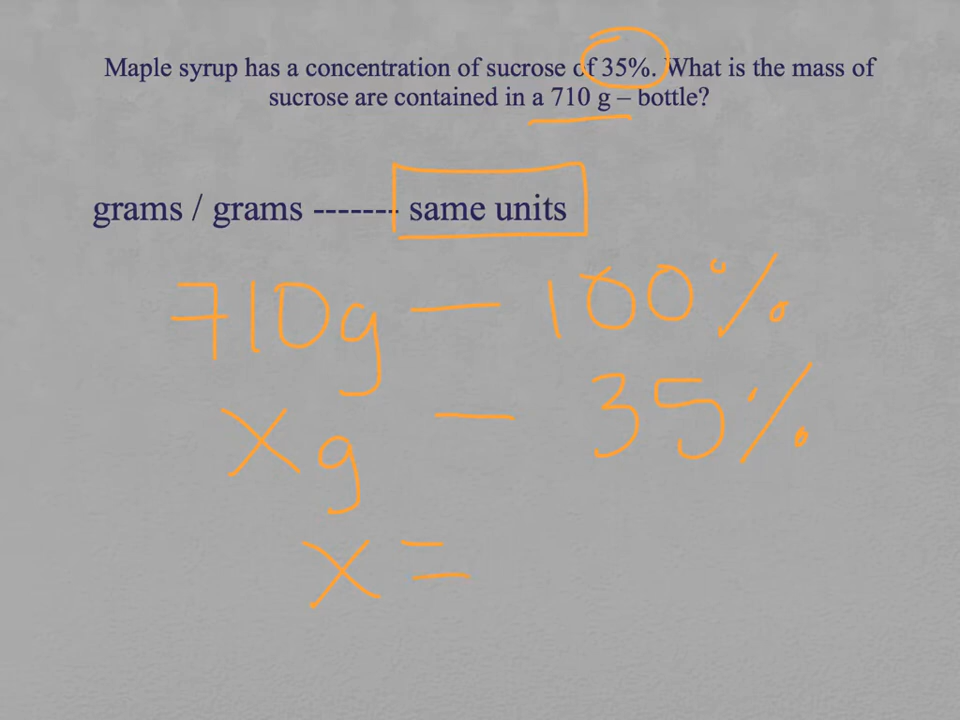 Maple syrup has a concentration of sucrose of 35%. What is the mass of
sucrose are contained in a 710 g – bottle?
grams / grams ------- same units
710g — 100%
xg — 35%
x =